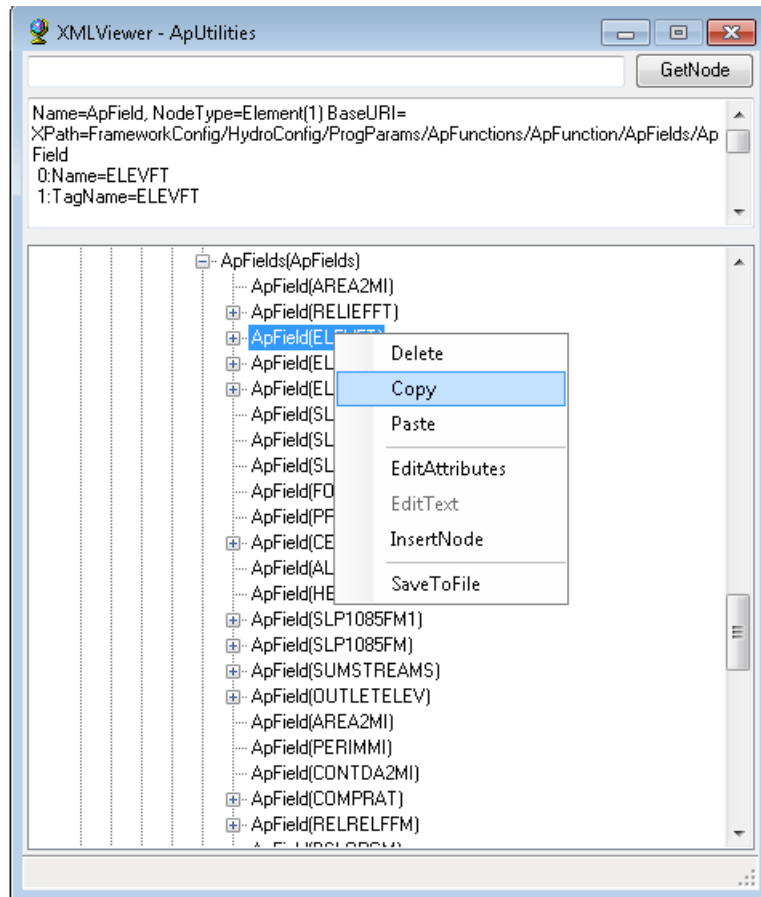 XMLViewer - ApUtilities
GetNode
Name=ApField, NodeType=Element(1) BaseURI=
XPath=FrameworkConfig/HydroConfig/ProgParams/ApFunctions/ApFunction/ApFields/Ap
Field
0:Name=ELEVFT
1:TagName=ELEVFT
ApFields(ApFields)
ApField(AREA2MI)
ApField(RELIEFFT)
ApField(ELEVFT)
Delete
ApField(EL
ApField(EL
Copy
ApField(SL
Paste
ApField(SL
ApField(SL
EditAttributes
ApField(FO
EditText
ApField(PF
ApField(CE
InsertNode
ApField(AL
ApField(HE
SaveToFile
ApField(SLP1085FM1)
ApField(SLP1085FM)
ApField(SUMSTREAMS)
ApField(OUTLETELEV)
ApField(AREA2MI)
ApField(PERIMMI)
ApField(CONTDA2MI)
ApField(COMPRAT)
ApField(RELRELFFM)